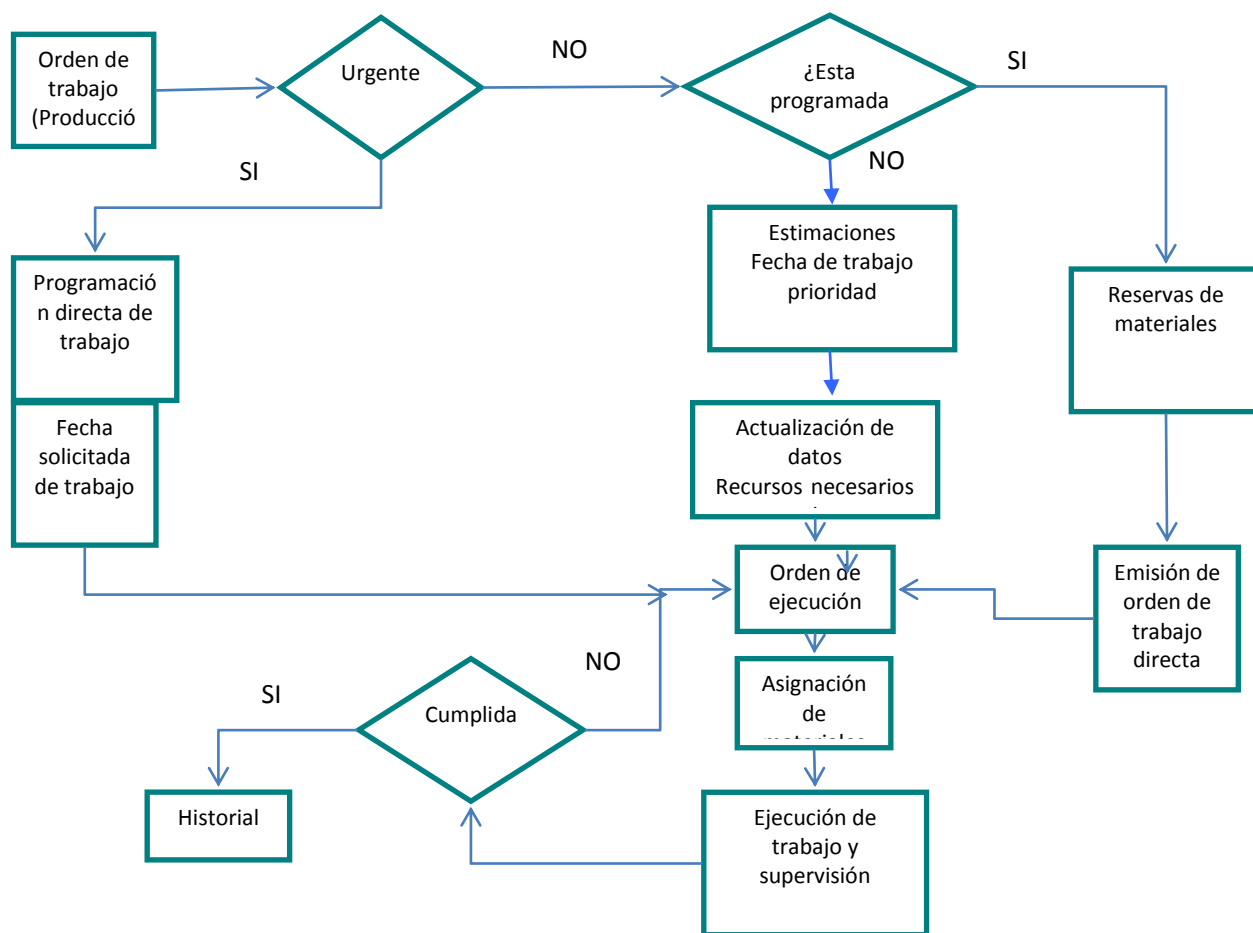 Orden de
trabajo
(Producció
Urgente
NO
¿Esta
programada
SI
SI
NO
Programació
n directa de
trabajo
Estimaciones
Fecha de trabajo
prioridad
Reservas de
materiales
Fecha
solicitada
de trabajo
Actualización de
datos
Recursos necesarios
Orden de
ejecución
Emisión de
orden de
trabajo
directa
NO
SI
Cumplida
Asignación
de
materiales
Historial
Ejecución de
trabajo y
supervisión